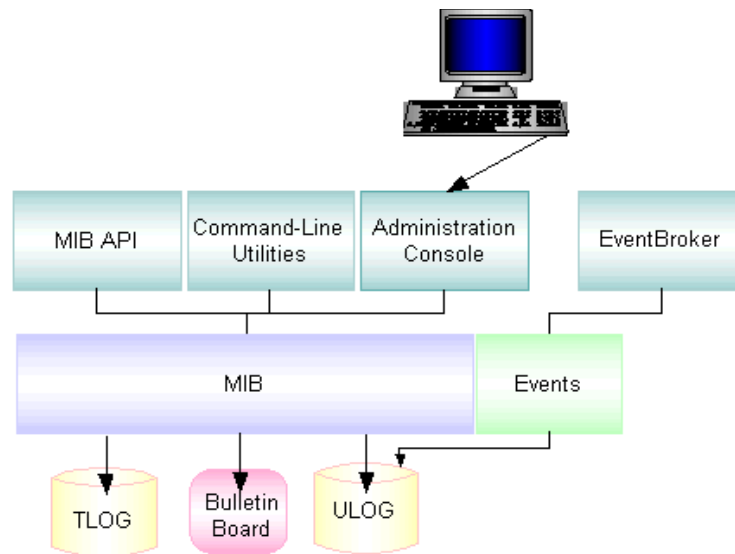 MIB API
Command-Line
Utilities
Administration
Console
EventBroker
MIB
Events
TLOG
Bulletin
Board
ULOG